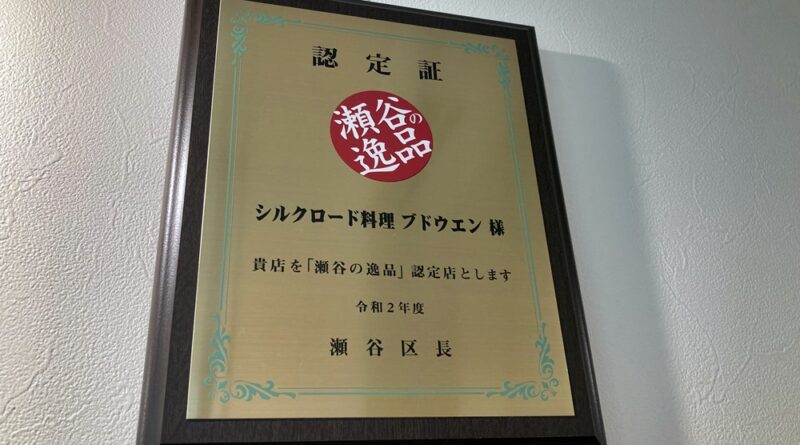 認定証
瀬谷の
逸品
シルクロード料理 ブドウエン 様
貴店を「瀬谷の逸品」認定店とします
令和2年度
瀬谷区長